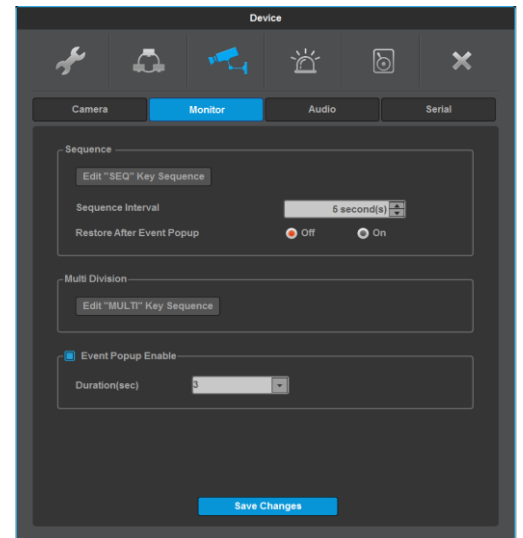 Device
Camera Monitor Audio Serial
Sequence
Edit "SEQ" Key Sequence
Sequence Interval 5 second(s)
Restore After Event Popup Off On
Multi Division
Edit "MULTI" Key Sequence
Event Popup Enable
Duration(sec) 3
Save Changes